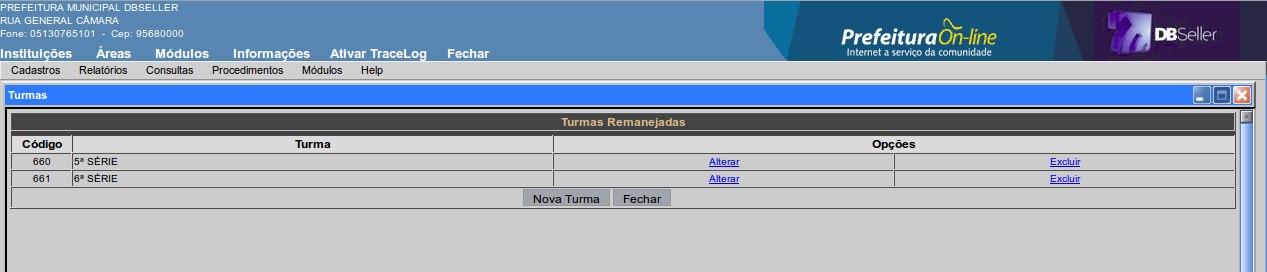 PREFEITURA MUNICIPAL DBSELLER
RUA GENERAL CÂMARA
Fone: 05130765101 - Cep: 95680000
PrefeituraOn-line
Internet a serviço da comunidade
DBSeller
Instituições Áreas Módulos Informações Ativar TraceLog Fechar
Cadastros Relatórios Consultas Procedimentos Módulos Help
Turmas
Turmas Remanejadas
Código Turma Opções
660 5ª SÉRIE Alterar Excluir
661 6ª SÉRIE Alterar Excluir
Nova Turma Fechar